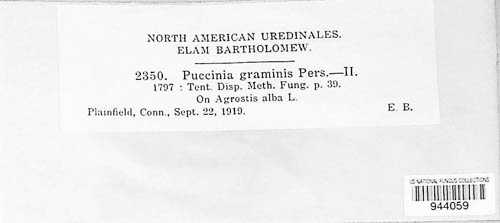 NORTH AMERICAN UREDINALES.
ELAM BARTHOLOMEW.
2350. Puccinia graminis Pers.—II.
1797 : Tent. Disp. Meth. Fung. p. 39.
On Agrostis alba L.
Plainfield, Conn., Sept. 22, 1919. E. B.
US NATIONAL FUNGUS COLLECTIONS
944059